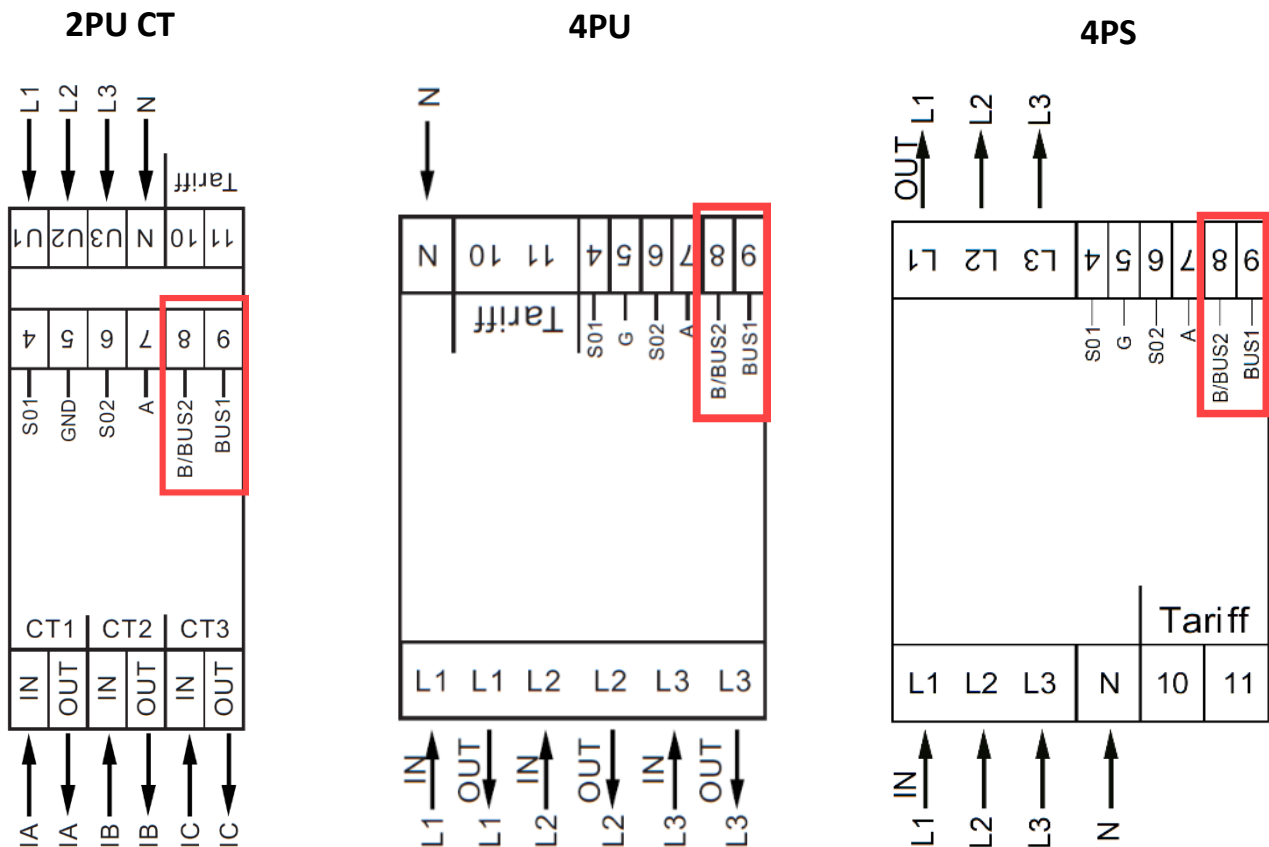 2PU CT
L1 L2 L3 N
Tariff
U1 U2 U3 N 10 11
4 5 6 7 8 9
S01 GND S02 A B/BUS2 BUS1
CT1 CT2 CT3
IN OUT IN OUT IN OUT
IA IA IB IB IC IC
4PU
N
N 10 11 4 5 6 7 8 9
Tariff
S01 G S02 A B/BUS2 BUS1
L1 L1 L2 L2 L3 L3
IN OUT IN OUT IN OUT
L1 L1 L2 L2 L3 L3
4PS
L1 L2 L3
OUT
L1 L2 L3 4 5 6 7 8 9
S01 G S02 A B/BUS2 BUS1
Tariff
L1 L2 L3 N 10 11
IN
L1 L2 L3 N